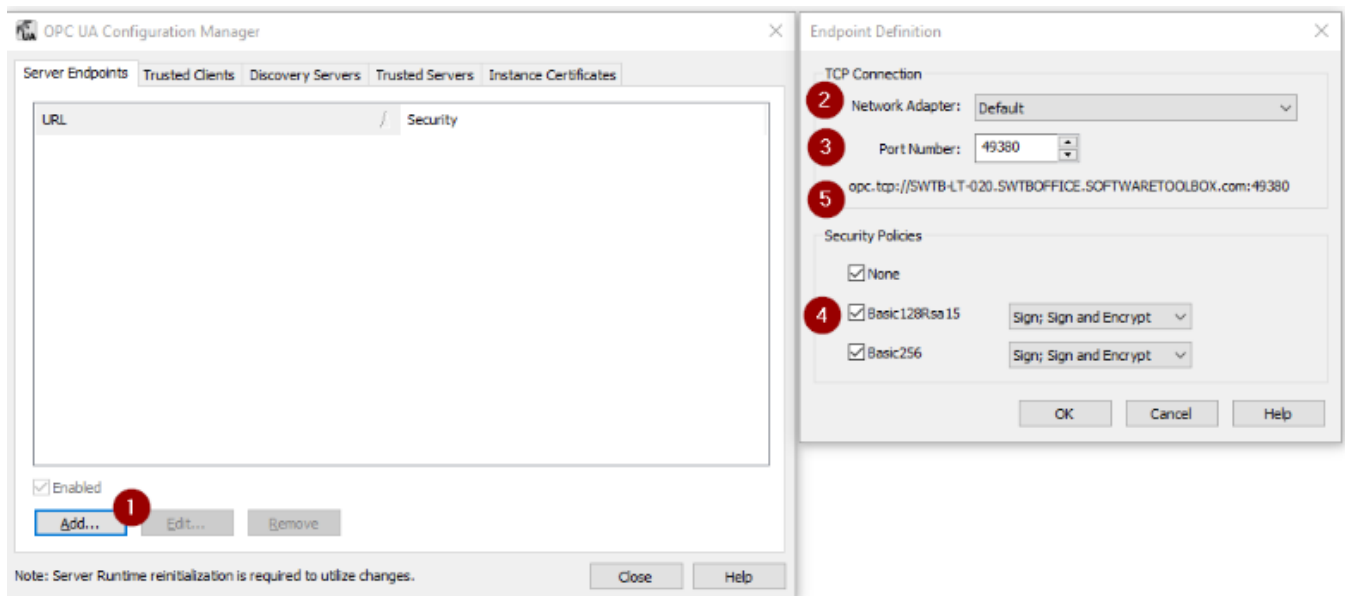 OPC UA Configuration Manager
Server Endpoints Trusted Clients Discovery Servers Trusted Servers Instance Certificates
URL / Security
Enabled
1
Add... Edit... Remove
Note: Server Runtime reinitialization is required to utilize changes.
Close Help
Endpoint Definition
TCP Connection
2 Network Adapter: Default
3 Port Number: 49380
5 opc.tcp://SWTB-LT-020.SWTBOFFICE.SOFTWARETOOLBOX.com:49380
Security Policies
None
4 Basic128Rsa15 Sign; Sign and Encrypt
Basic256 Sign; Sign and Encrypt
OK Cancel Help